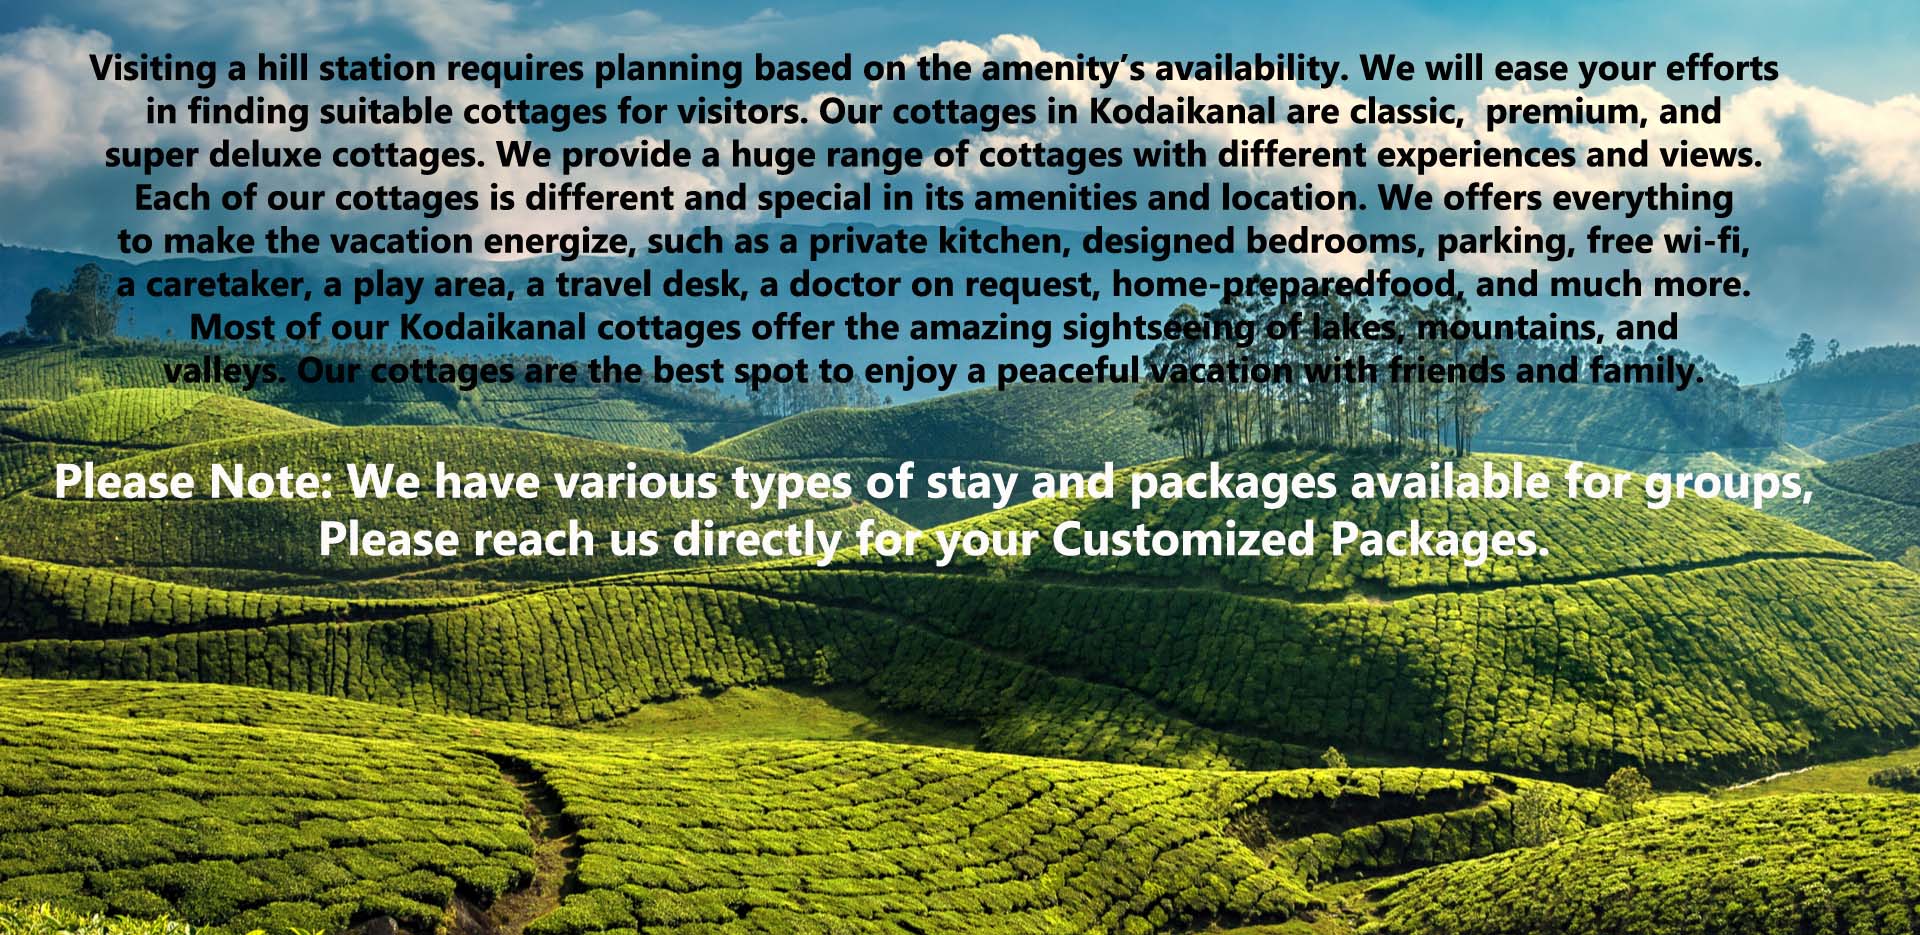 Visiting a hill station requires planning based on the amenity’s availability. We will ease your efforts
in finding suitable cottages for visitors. Our cottages in Kodaikanal are classic,  premium, and
super deluxe cottages. We provide a huge range of cottages with different experiences and views.
Each of our cottages is different and special in its amenities and location. We offers everything
to make the vacation energize, such as a private kitchen, designed bedrooms, parking, free wi-fi,
a caretaker, a play area, a travel desk, a doctor on request, home-preparedfood, and much more.
Most of our Kodaikanal cottages offer the amazing sightseeing of lakes, mountains, and
valleys. Our cottages are the best spot to enjoy a peaceful vacation with friends and family.
Please Note: We have various types of stay and packages available for groups,
Please reach us directly for your Customized Packages.